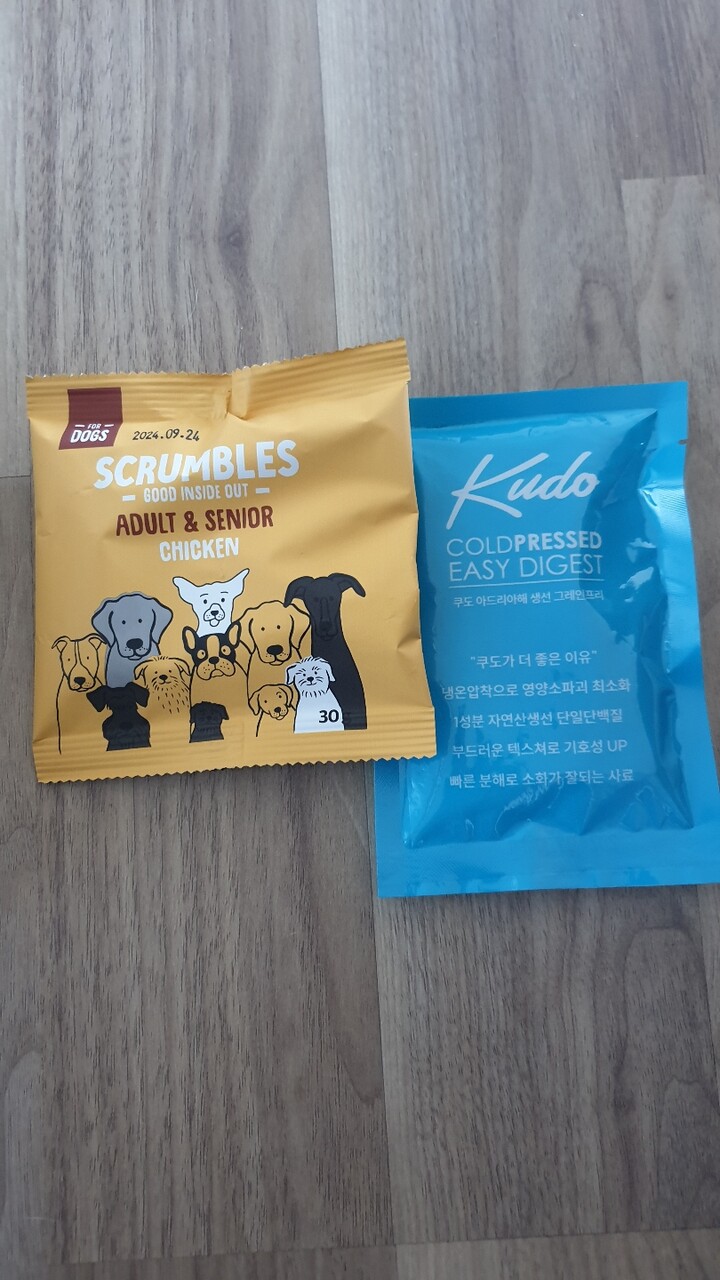 FOR
DOGS
2024.09.24
SCRUMBLES
GOOD INSIDE OUT
ADULT & SENIOR
CHICKEN
30
Kudo
COLDPRESSED
EASY DIGEST
쿠도 아드리아해 생선 그레인프리
"쿠도가 더 좋은 이유"
냉온압착으로 영양소파괴 최소화
1성분 자연산생선 단일단백질
부드러운 텍스쳐로 기호성 UP
빠른 분해로 소화가 잘되는 사료